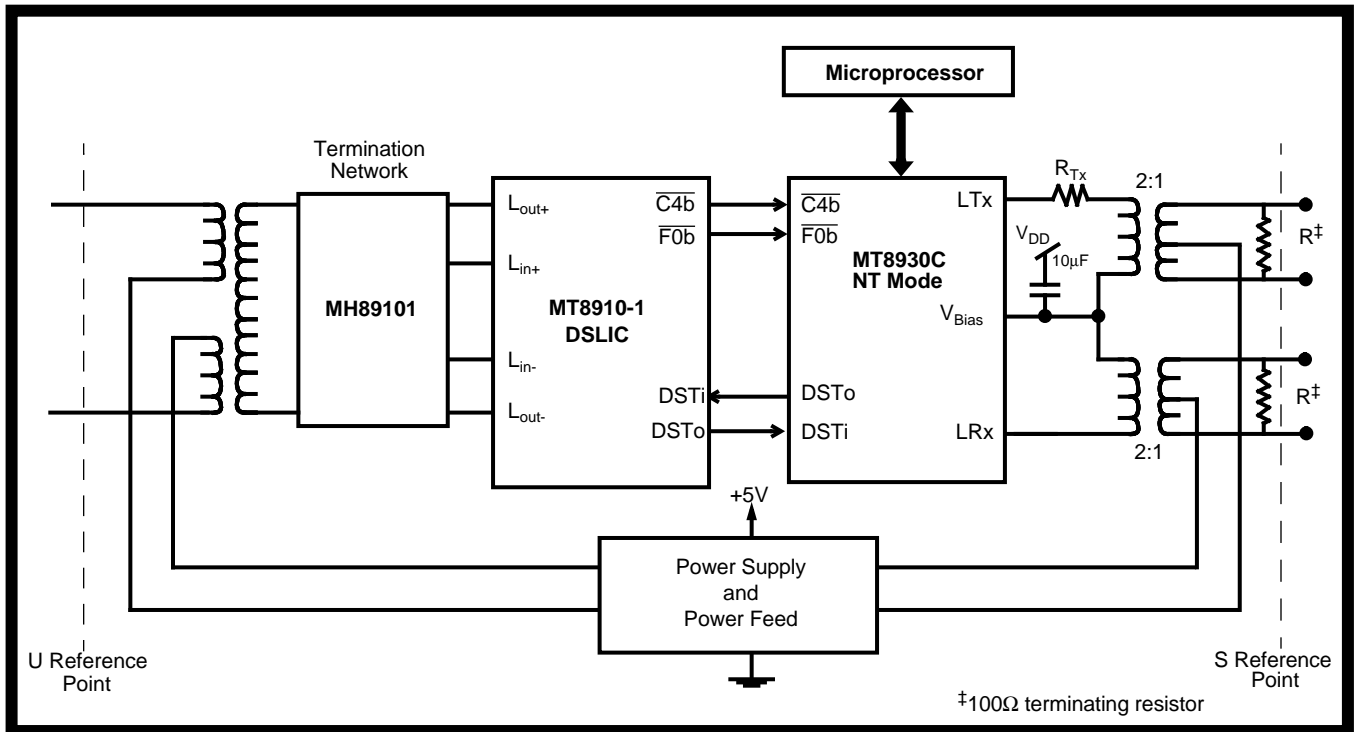 Microprocessor
Termination
Network
MH89101
Lout+
Lin+
Lin-
Lout-
MT8910-1
DSLIC
C4b
F0b
DSTi
DSTo
C4b
F0b
DSTo
DSTi
MT8930C
NT Mode
LTx
VBias
LRx
RTx
VDD
10µF
2:1
2:1
R‡
R‡
+5V
Power Supply
and
Power Feed
U Reference
Point
S Reference
Point
‡100Ω terminating resistor